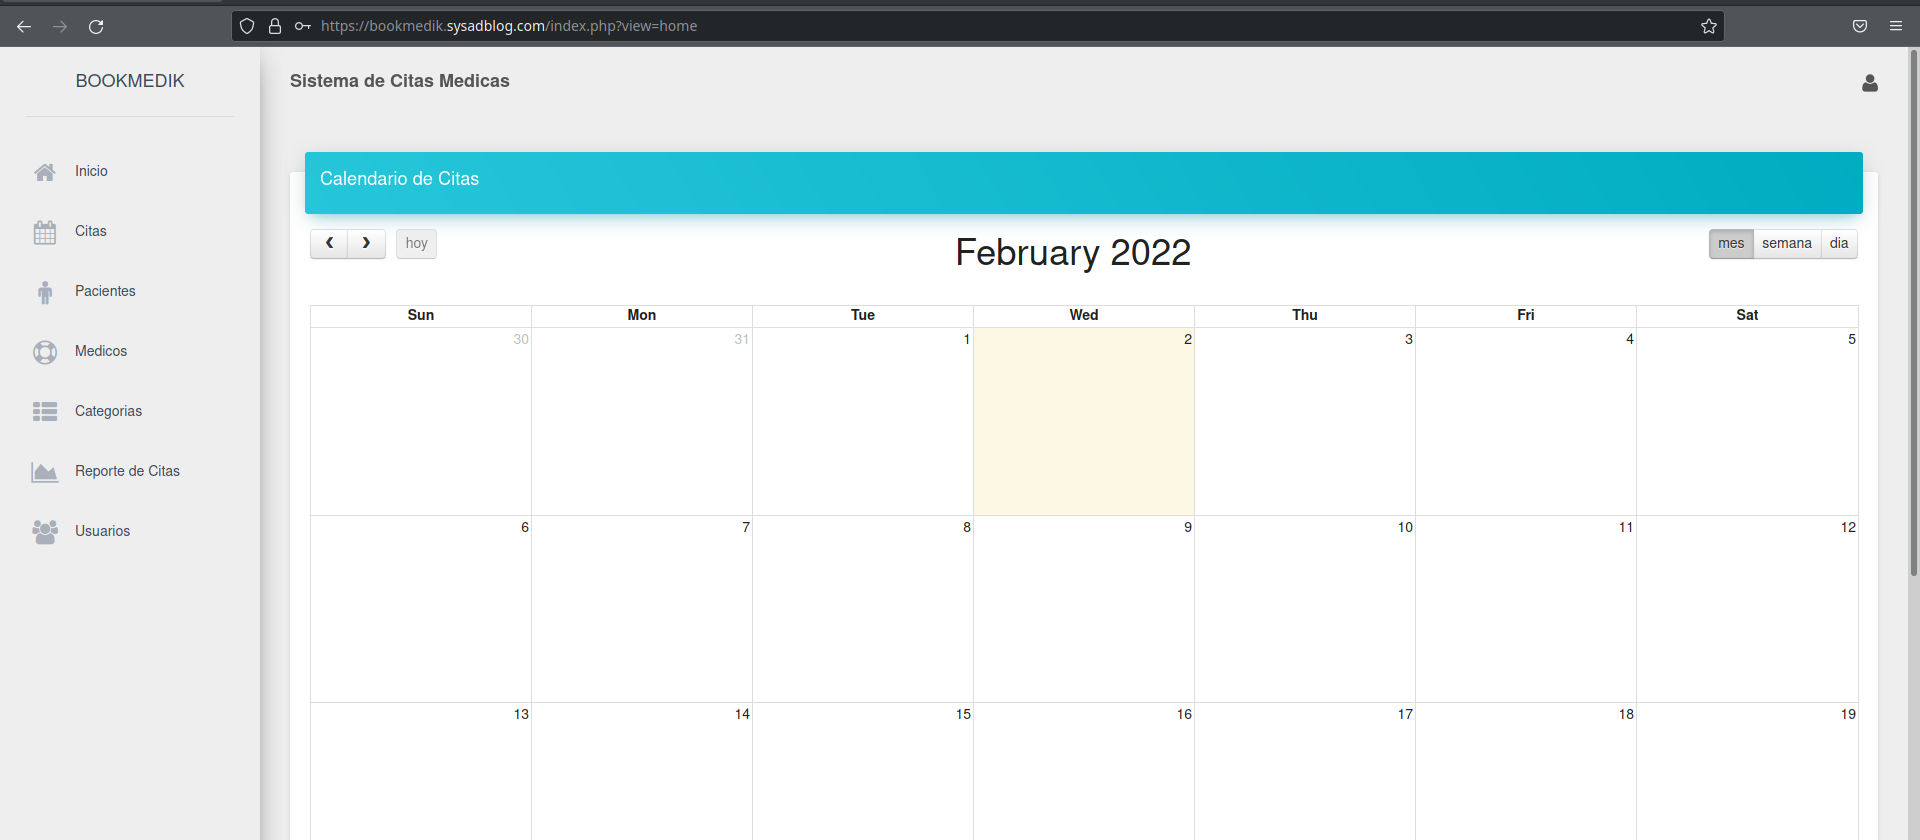 https://bookmedik.sysadblog.com/index.php?view=home
BOOKMEDIK
Sistema de Citas Medicas
Inicio
Citas
Pacientes
Medicos
Categorias
Reporte de Citas
Usuarios
Calendario de Citas
hoy
February 2022
mes semana dia
Sun Mon Tue Wed Thu Fri Sat
30 31 1 2 3 4 5
6 7 8 9 10 11 12
13 14 15 16 17 18 19